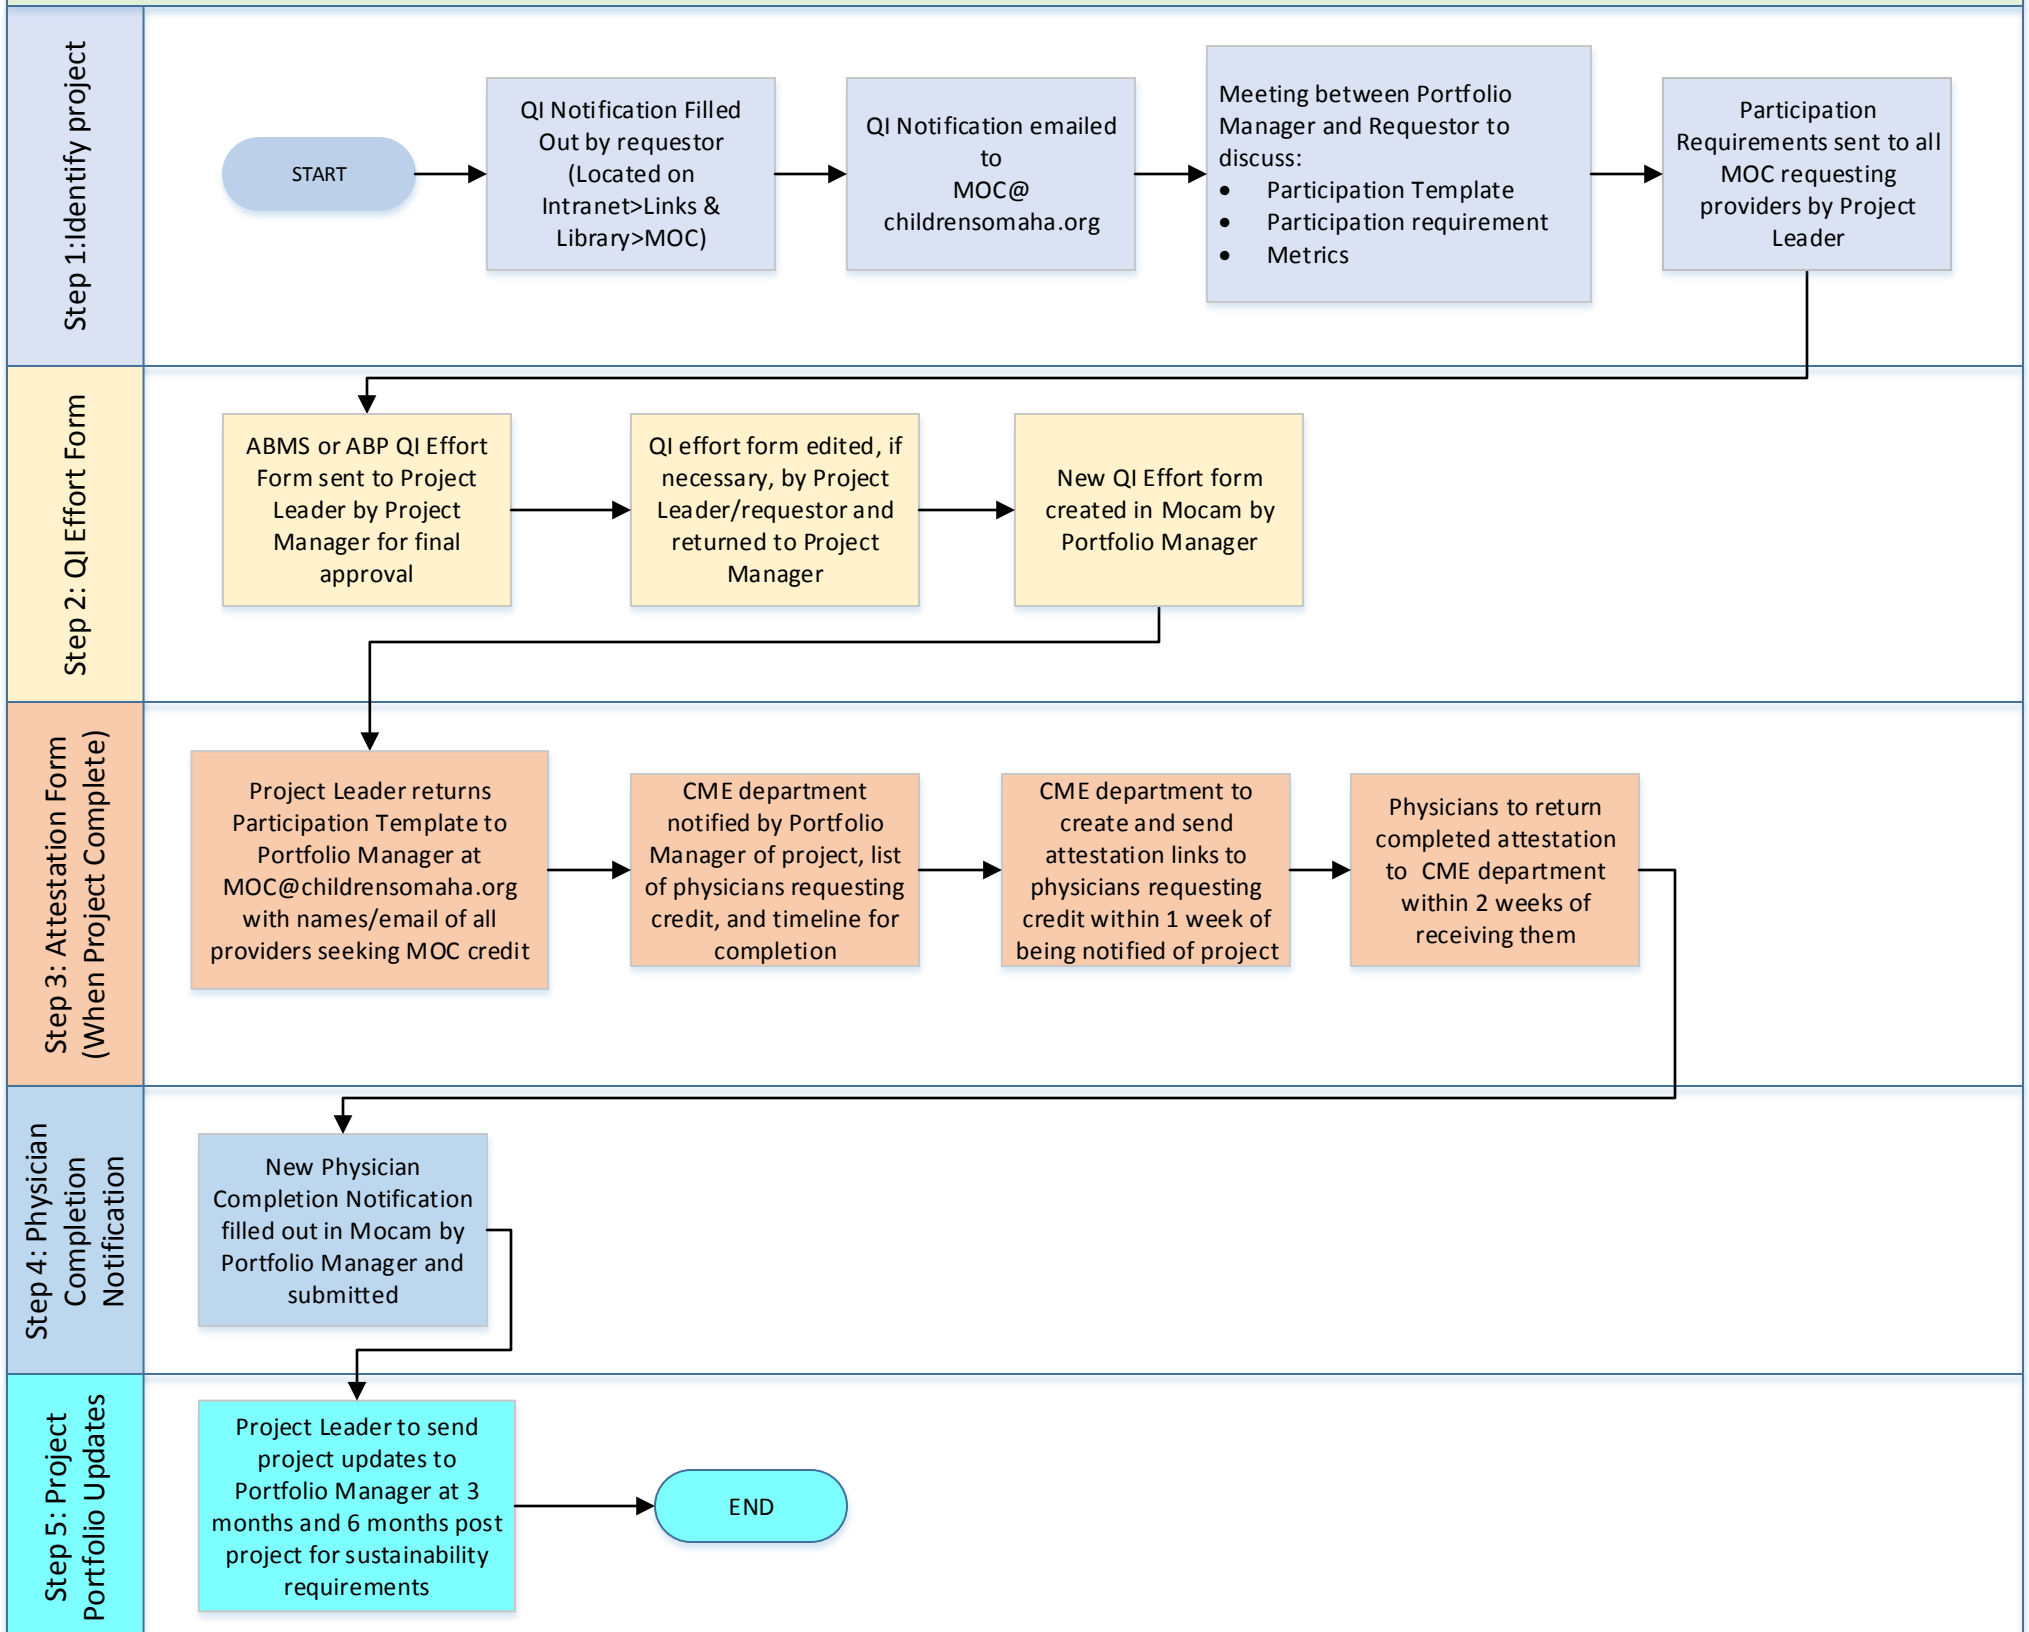 Step 1:Identify project
START
QI Notification Filled
Out by requestor
(Located on
Intranet>Links &
Library>MOC)
QI Notification emailed
to
MOC@
childrensomaha.org
Meeting between Portfolio
Manager and Requestor to
discuss:
• Participation Template
• Participation requirement
• Metrics
Participation
Requirements sent to all
MOC requesting
providers by Project
Leader
Step 2: QI Effort Form
ABMS or ABP QI Effort
Form sent to Project
Leader by Project
Manager for final
approval
QI effort form edited, if
necessary, by Project
Leader/requestor and
returned to Project
Manager
New QI Effort form
created in Mocam by
Portfolio Manager
Step 3: Attestation Form
(When Project Complete)
Project Leader returns
Participation Template to
Portfolio Manager at
MOC@childrensomaha.org
with names/email of all
providers seeking MOC credit
CME department
notified by Portfolio
Manager of project, list
of physicians requesting
credit, and timeline for
completion
CME department to
create and send
attestation links to
physicians requesting
credit within 1 week of
being notified of project
Physicians to return
completed attestation
to CME department
within 2 weeks of
receiving them
Step 4: Physician
Completion
Notification
New Physician
Completion Notification
filled out in Mocam by
Portfolio Manager and
submitted
Step 5: Project
Portfolio Updates
Project Leader to send
project updates to
Portfolio Manager at 3
months and 6 months post
project for sustainability
requirements
END